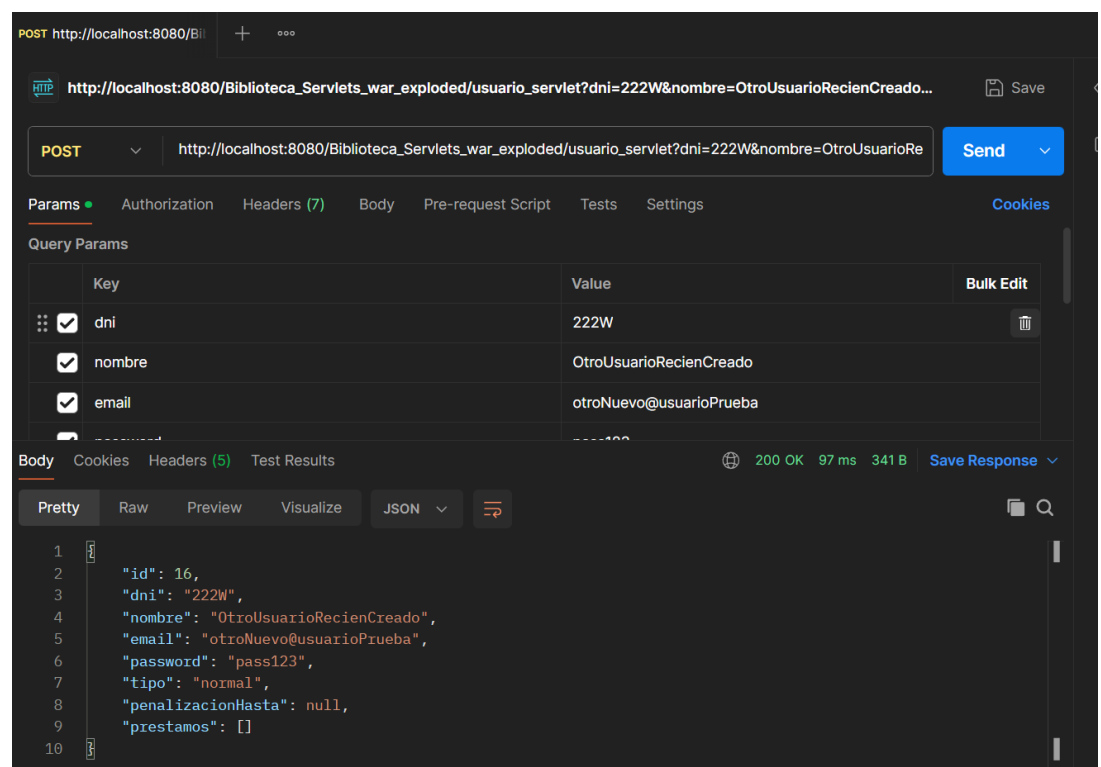 POST http://localhost:8080/Bil
HTTP http://localhost:8080/Biblioteca_Servlets_war_exploded/usuario_servlet?dni=222W&nombre=OtroUsuarioRecienCreado... Save
POST http://localhost:8080/Biblioteca_Servlets_war_exploded/usuario_servlet?dni=222W&nombre=OtroUsuarioRe Send
Params Authorization Headers (7) Body Pre-request Script Tests Settings Cookies
Query Params
Key Value Bulk Edit
dni 222W
nombre OtroUsuarioRecienCreado
email otroNuevo@usuarioPrueba
password pass123
Body Cookies Headers (5) Test Results 200 OK 97 ms 341 B Save Response
Pretty Raw Preview Visualize JSON
1 {
2 "id": 16,
3 "dni": "222W",
4 "nombre": "OtroUsuarioRecienCreado",
5 "email": "otroNuevo@usuarioPrueba",
6 "password": "pass123",
7 "tipo": "normal",
8 "penalizacionHasta": null,
9 "prestamos": []
10 }